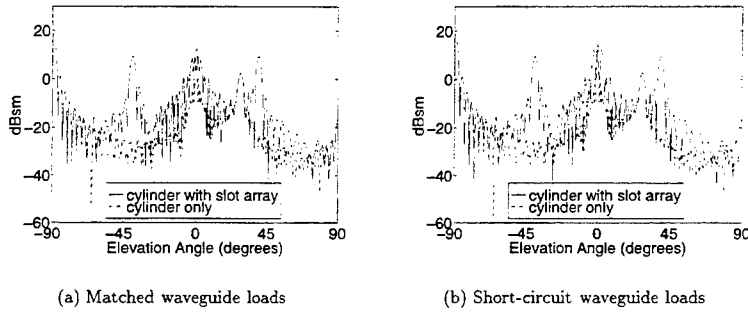 20
0
−20
−40
−60
dBsm
cylinder with slot array
cylinder only
−90 −45 0 45 90
Elevation Angle (degrees)
(a) Matched waveguide loads
20
0
−20
−40
−60
dBsm
cylinder with slot array
cylinder only
−90 −45 0 45 90
Elevation Angle (degrees)
(b) Short-circuit waveguide loads